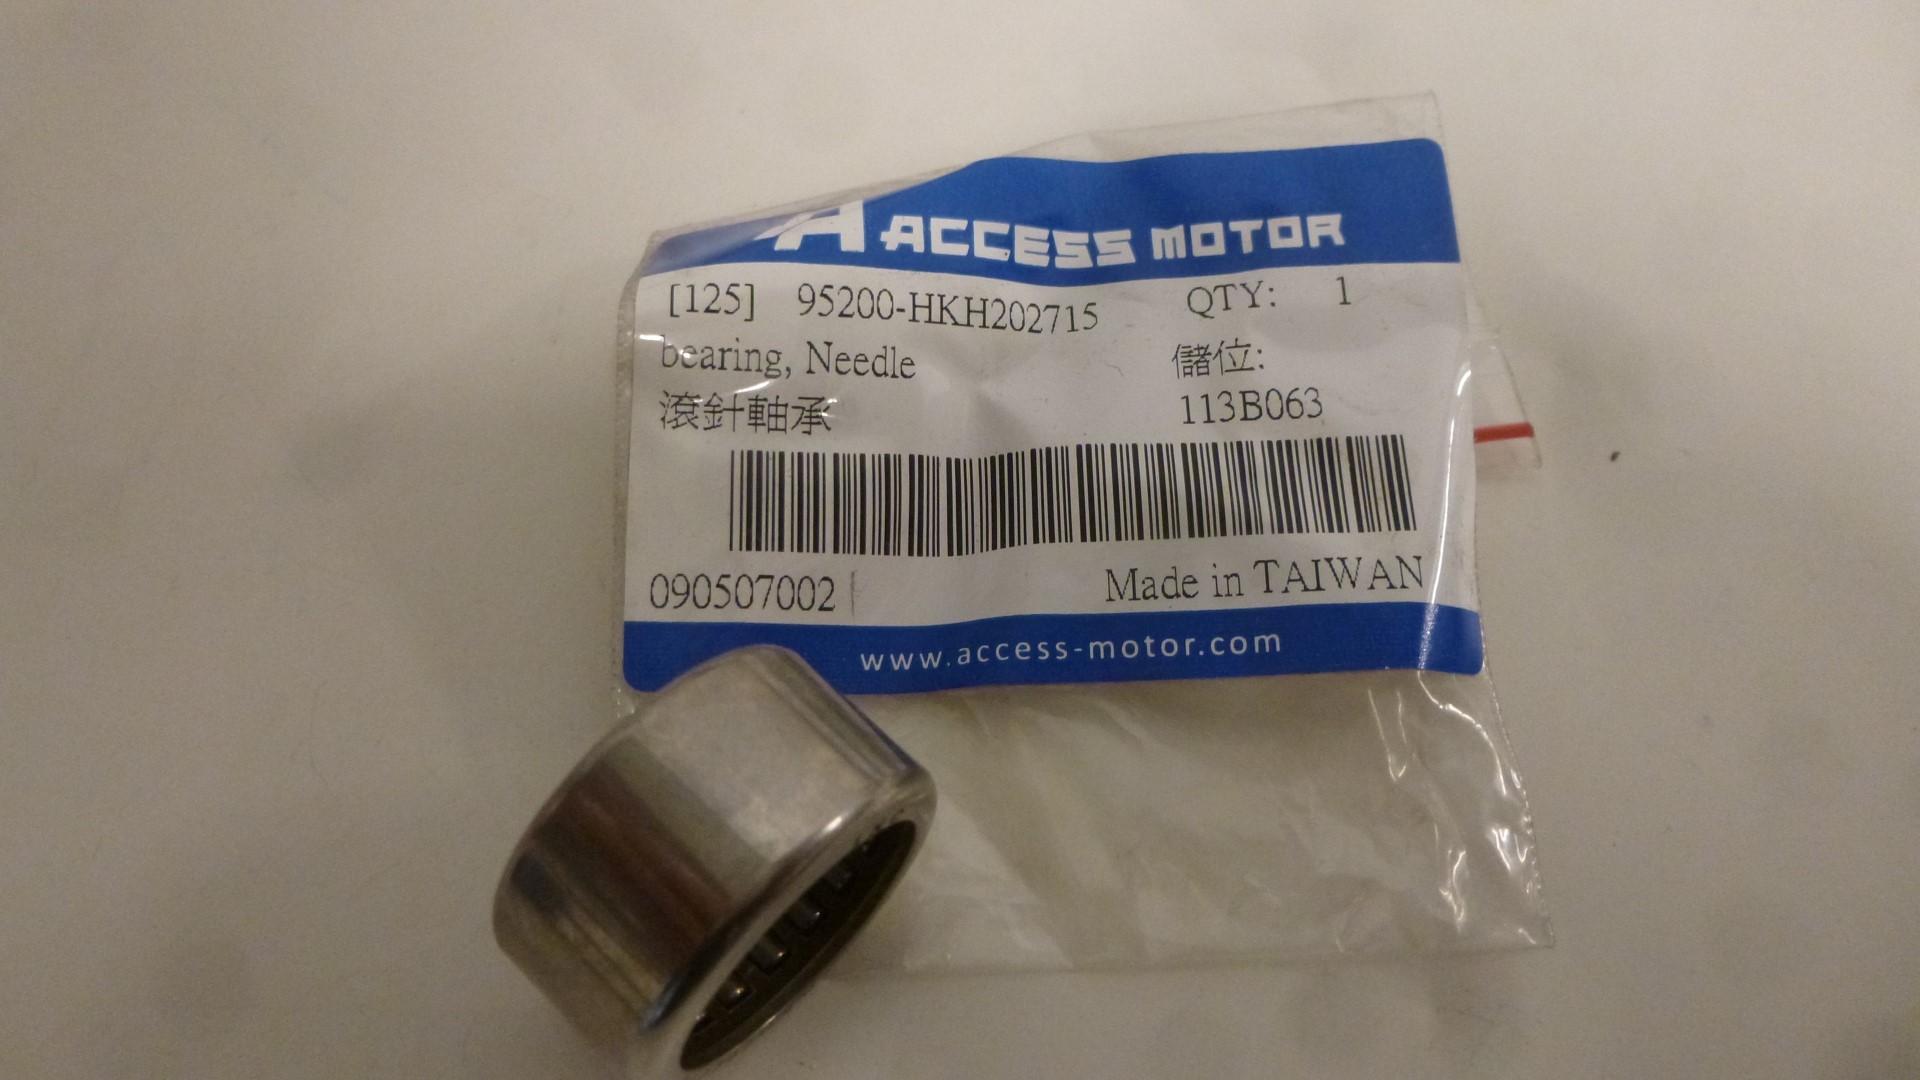 A ACCESS MOTOR
[125] 95200-HKH202715 QTY: 1
bearing, Needle 儲位:
滾針軸承 113B063
090507002
Made in TAIWAN
www.access-motor.com